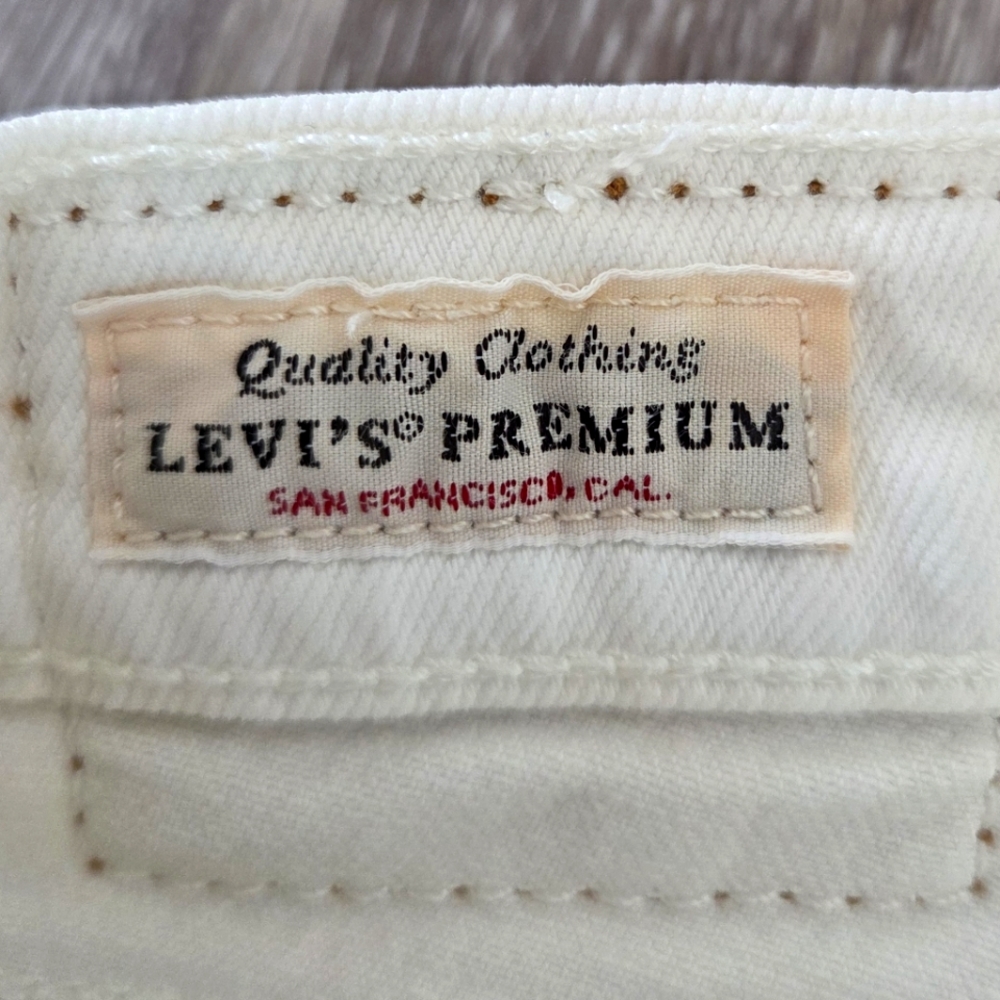 Quality Clothing
LEVI'S® PREMIUM
SAN FRANCISCO, CAL.